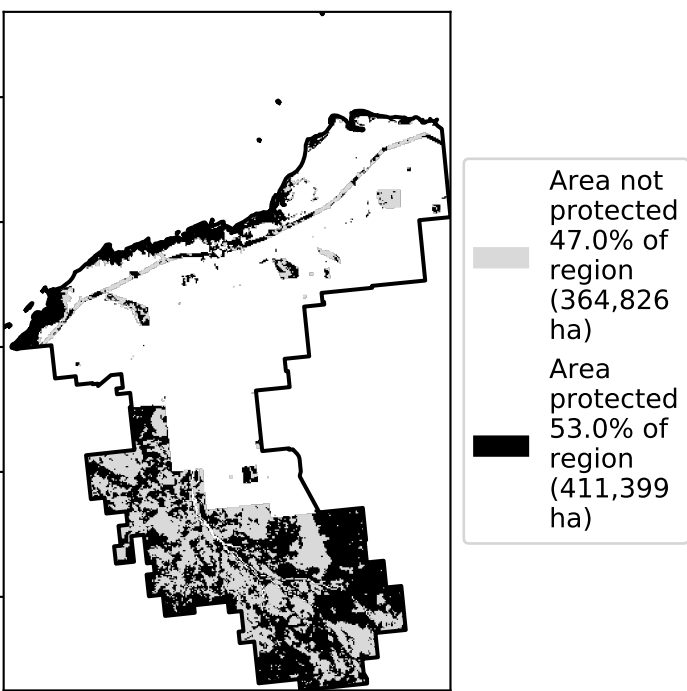 Area not
protected
47.0% of
region
(364,826
ha)
Area
protected
53.0% of
region
(411,399
ha)